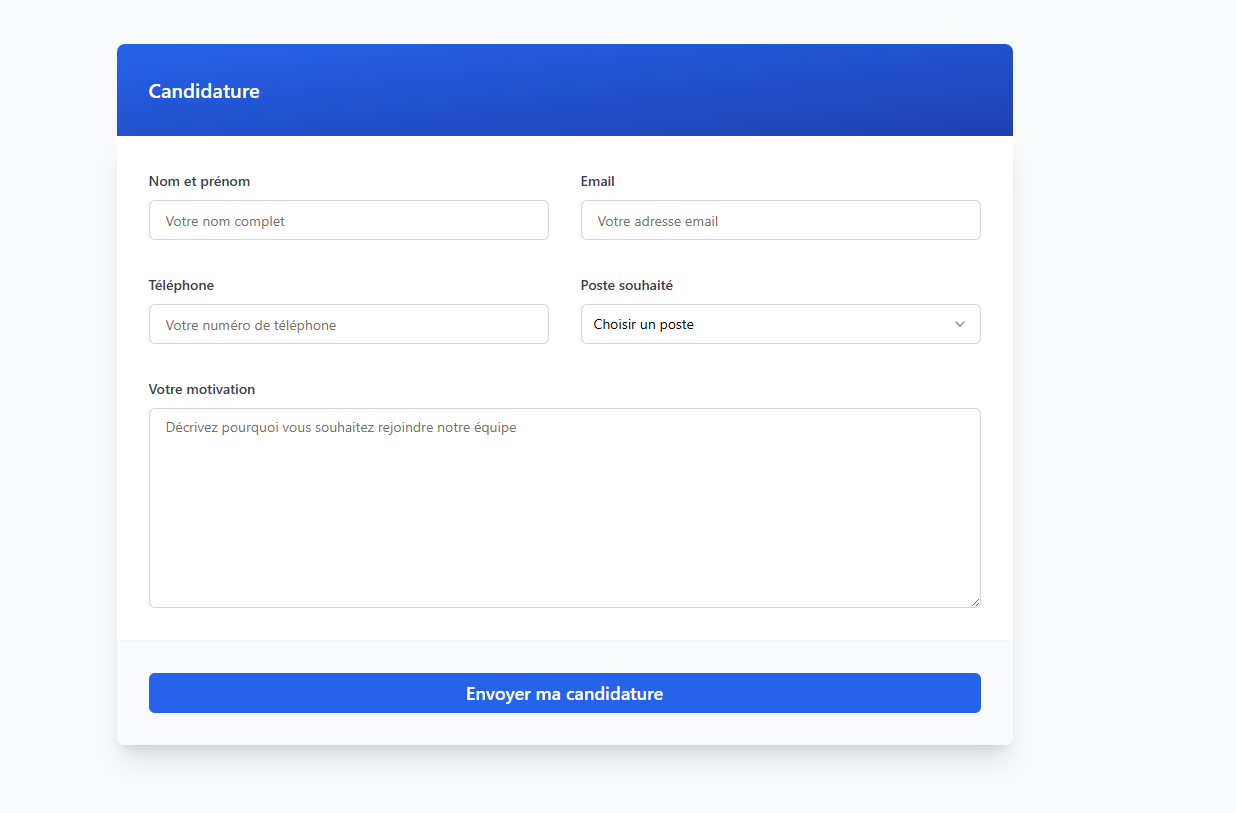 Candidature
Nom et prénom
Email
Votre nom complet
Votre adresse email
Téléphone
Poste souhaité
Votre numéro de téléphone
Choisir un poste
Votre motivation
Décrivez pourquoi vous souhaitez rejoindre notre équipe
Envoyer ma candidature